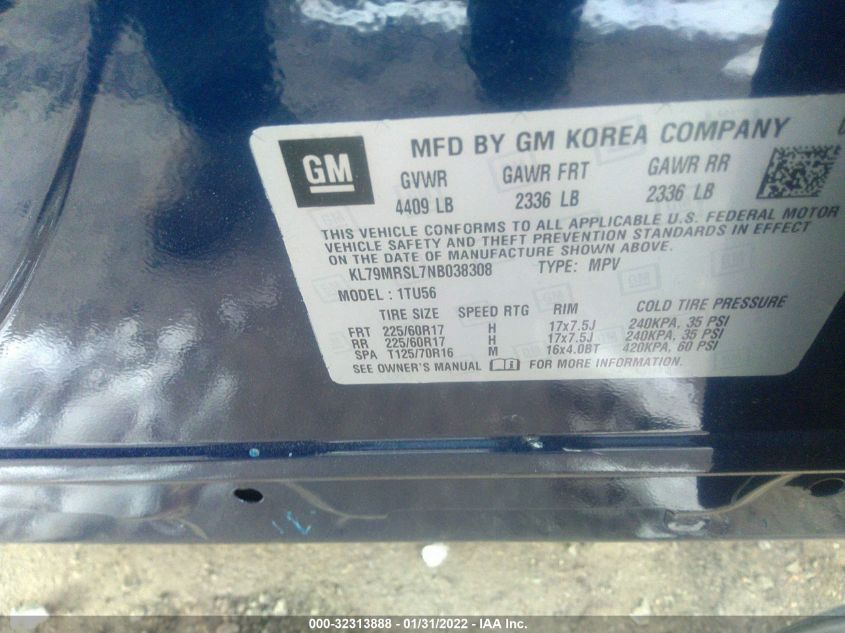 GM
MFD BY GM KOREA COMPANY
GVWR GAWR FRT GAWR RR
4409 LB 2336 LB 2336 LB
THIS VEHICLE CONFORMS TO ALL APPLICABLE U.S. FEDERAL MOTOR
VEHICLE SAFETY AND THEFT PREVENTION STANDARDS IN EFFECT
ON THE DATE OF MANUFACTURE SHOWN ABOVE.
KL79MRSL7NB038308 TYPE: MPV
MODEL : 1TU56
TIRE SIZE SPEED RTG RIM COLD TIRE PRESSURE
FRT 225/60R17 H 17x7.5J 240KPA, 35 PSI
RR 225/60R17 H 17x7.5J 240KPA, 35 PSI
SPA T125/70R16 M 16x4.0BT 420KPA, 60 PSI
SEE OWNER'S MANUAL FOR MORE INFORMATION.
000-32313888 - 01/31/2022 - IAA Inc.